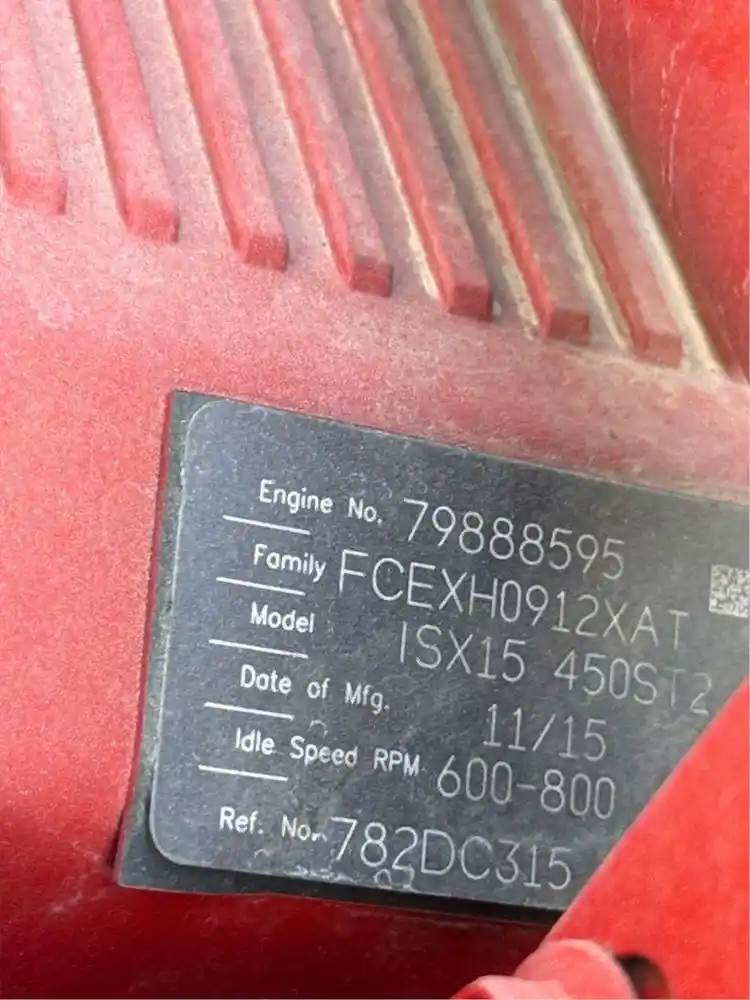 Engine No. 79888595
Family FCEXH0912XAT
Model ISX15 450ST2
Date of Mfg. 11/15
Idle Speed RPM 600-800
Ref. No. 782DC315